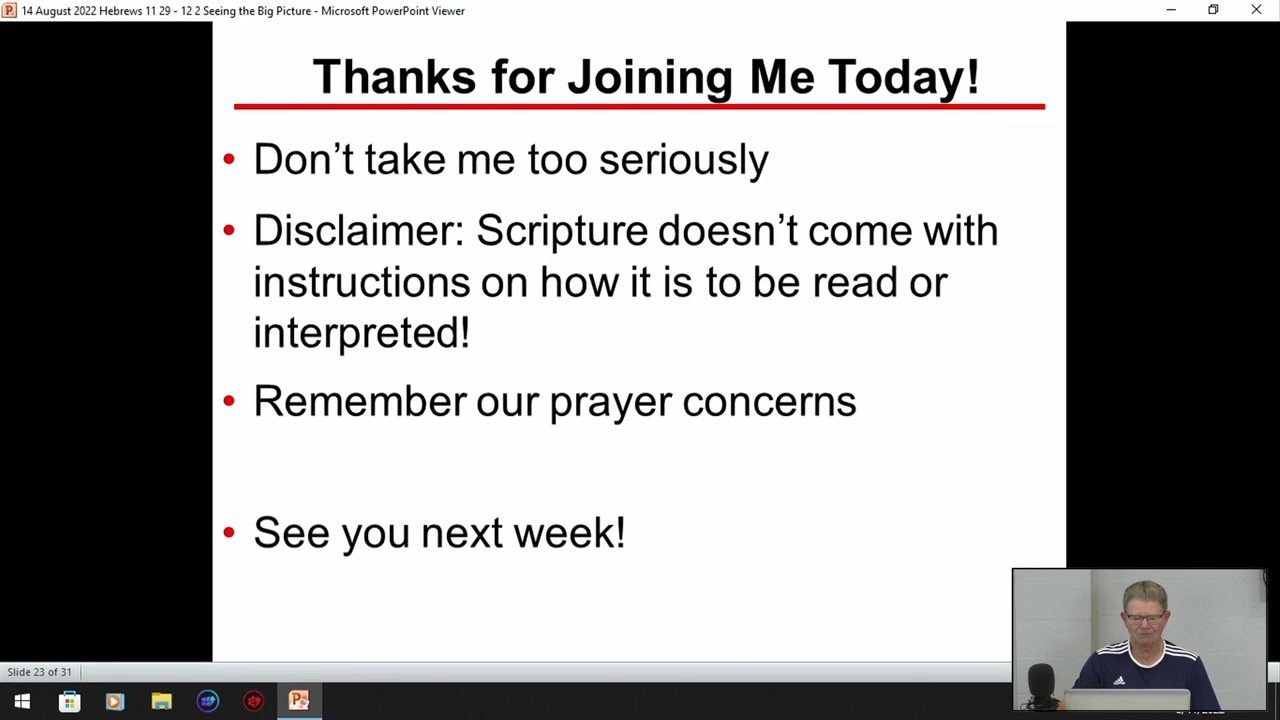 14 August 2022 Hebrews 11 29 - 12 2 Seeing the Big Picture - Microsoft PowerPoint Viewer
Thanks for Joining Me Today!
• Don’t take me too seriously
• Disclaimer: Scripture doesn’t come with
instructions on how it is to be read or
interpreted!
• Remember our prayer concerns
• See you next week!
Slide 23 of 31